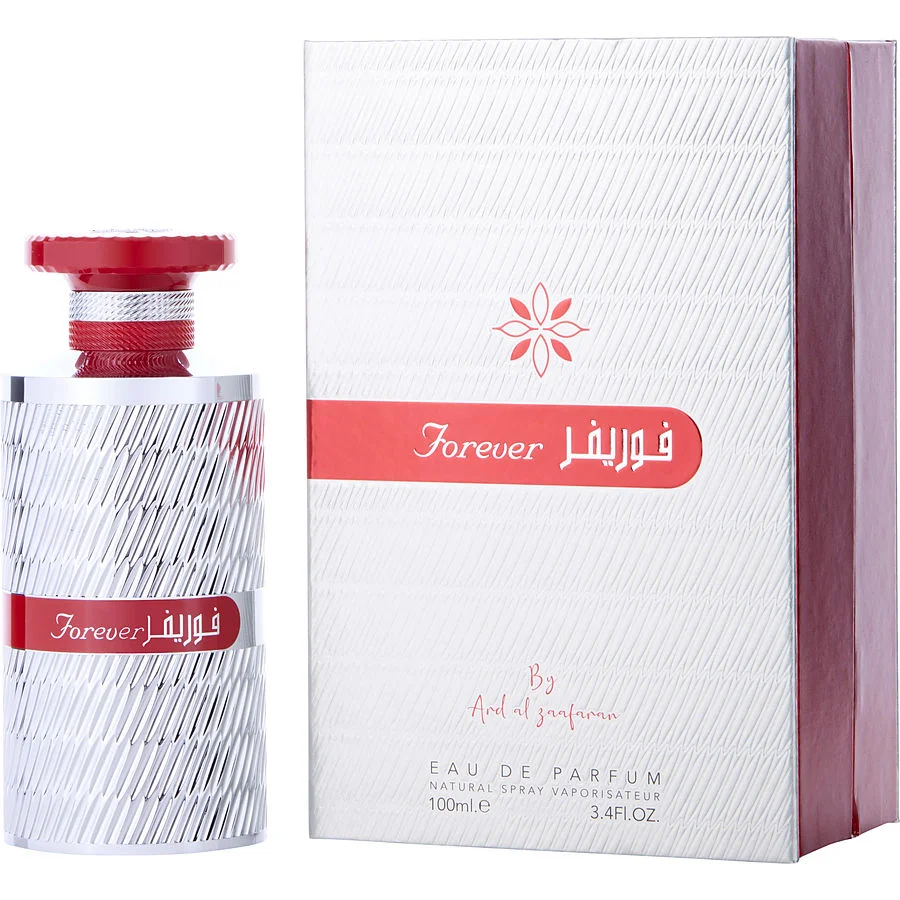 Forever فوريفر
Forever فوريفر
By
Ard al zaafaran
EAU DE PARFUM
NATURAL SPRAY VAPORISATEUR
100ml.e 3.4Fl.OZ.